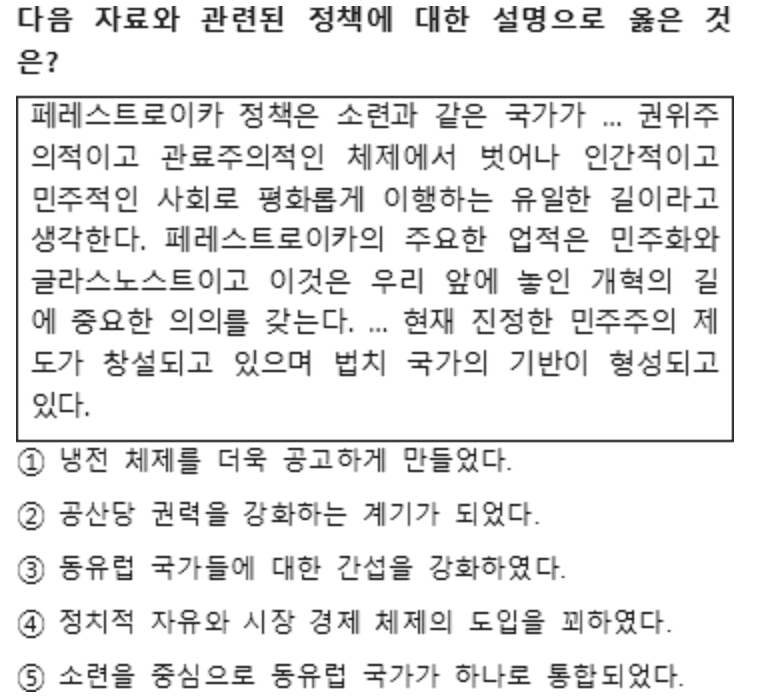 다음 자료와 관련된 정책에 대한 설명으로 옳은 것
은?
페레스트로이카 정책은 소련과 같은 국가가 ... 권위주
의적이고 관료주의적인 체제에서 벗어나 인간적이고
민주적인 사회로 평화롭게 이행하는 유일한 길이라고
생각한다. 페레스트로이카의 주요한 업적은 민주화와
글라스노스트이고 이것은 우리 앞에 놓인 개혁의 길
에 중요한 의의를 갖는다. ... 현재 진정한 민주주의 제
도가 창설되고 있으며 법치 국가의 기반이 형성되고
있다.
① 냉전 체제를 더욱 공고하게 만들었다.
② 공산당 권력을 강화하는 계기가 되었다.
③ 동유럽 국가들에 대한 간섭을 강화하였다.
④ 정치적 자유와 시장 경제 체제의 도입을 꾀하였다.
⑤ 소련을 중심으로 동유럽 국가가 하나로 통합되었다.